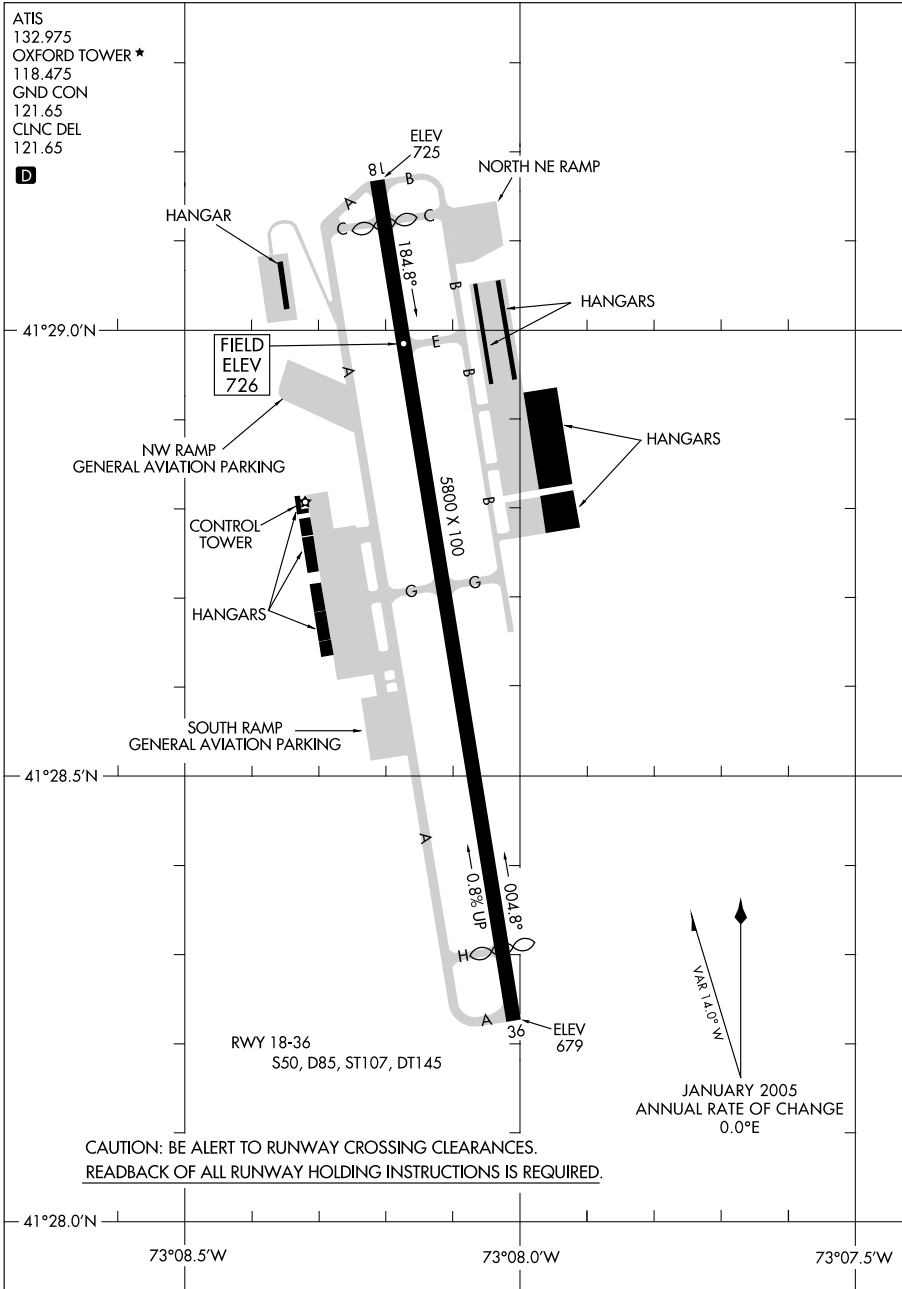 ATIS
132.975
OXFORD TOWER ★
118.475
GND CON
121.65
CLNC DEL
121.65
D
ELEV
725
18
B
NORTH NE RAMP
A
C
C
HANGAR
184.8°
B
HANGARS
41°29.0'N
FIELD
ELEV
726
E
A
B
NW RAMP
GENERAL AVIATION PARKING
HANGARS
5800 X 100
B
CONTROL
TOWER
G
G
HANGARS
SOUTH RAMP
GENERAL AVIATION PARKING
41°28.5'N
A
0.8% UP
004.8°
H
A
36
ELEV
679
VAR 14.0° W
RWY 18-36
S50, D85, ST107, DT145
JANUARY 2005
ANNUAL RATE OF CHANGE
0.0°E
CAUTION: BE ALERT TO RUNWAY CROSSING CLEARANCES.
READBACK OF ALL RUNWAY HOLDING INSTRUCTIONS IS REQUIRED.
41°28.0'N
73°08.5'W
73°08.0'W
73°07.5'W